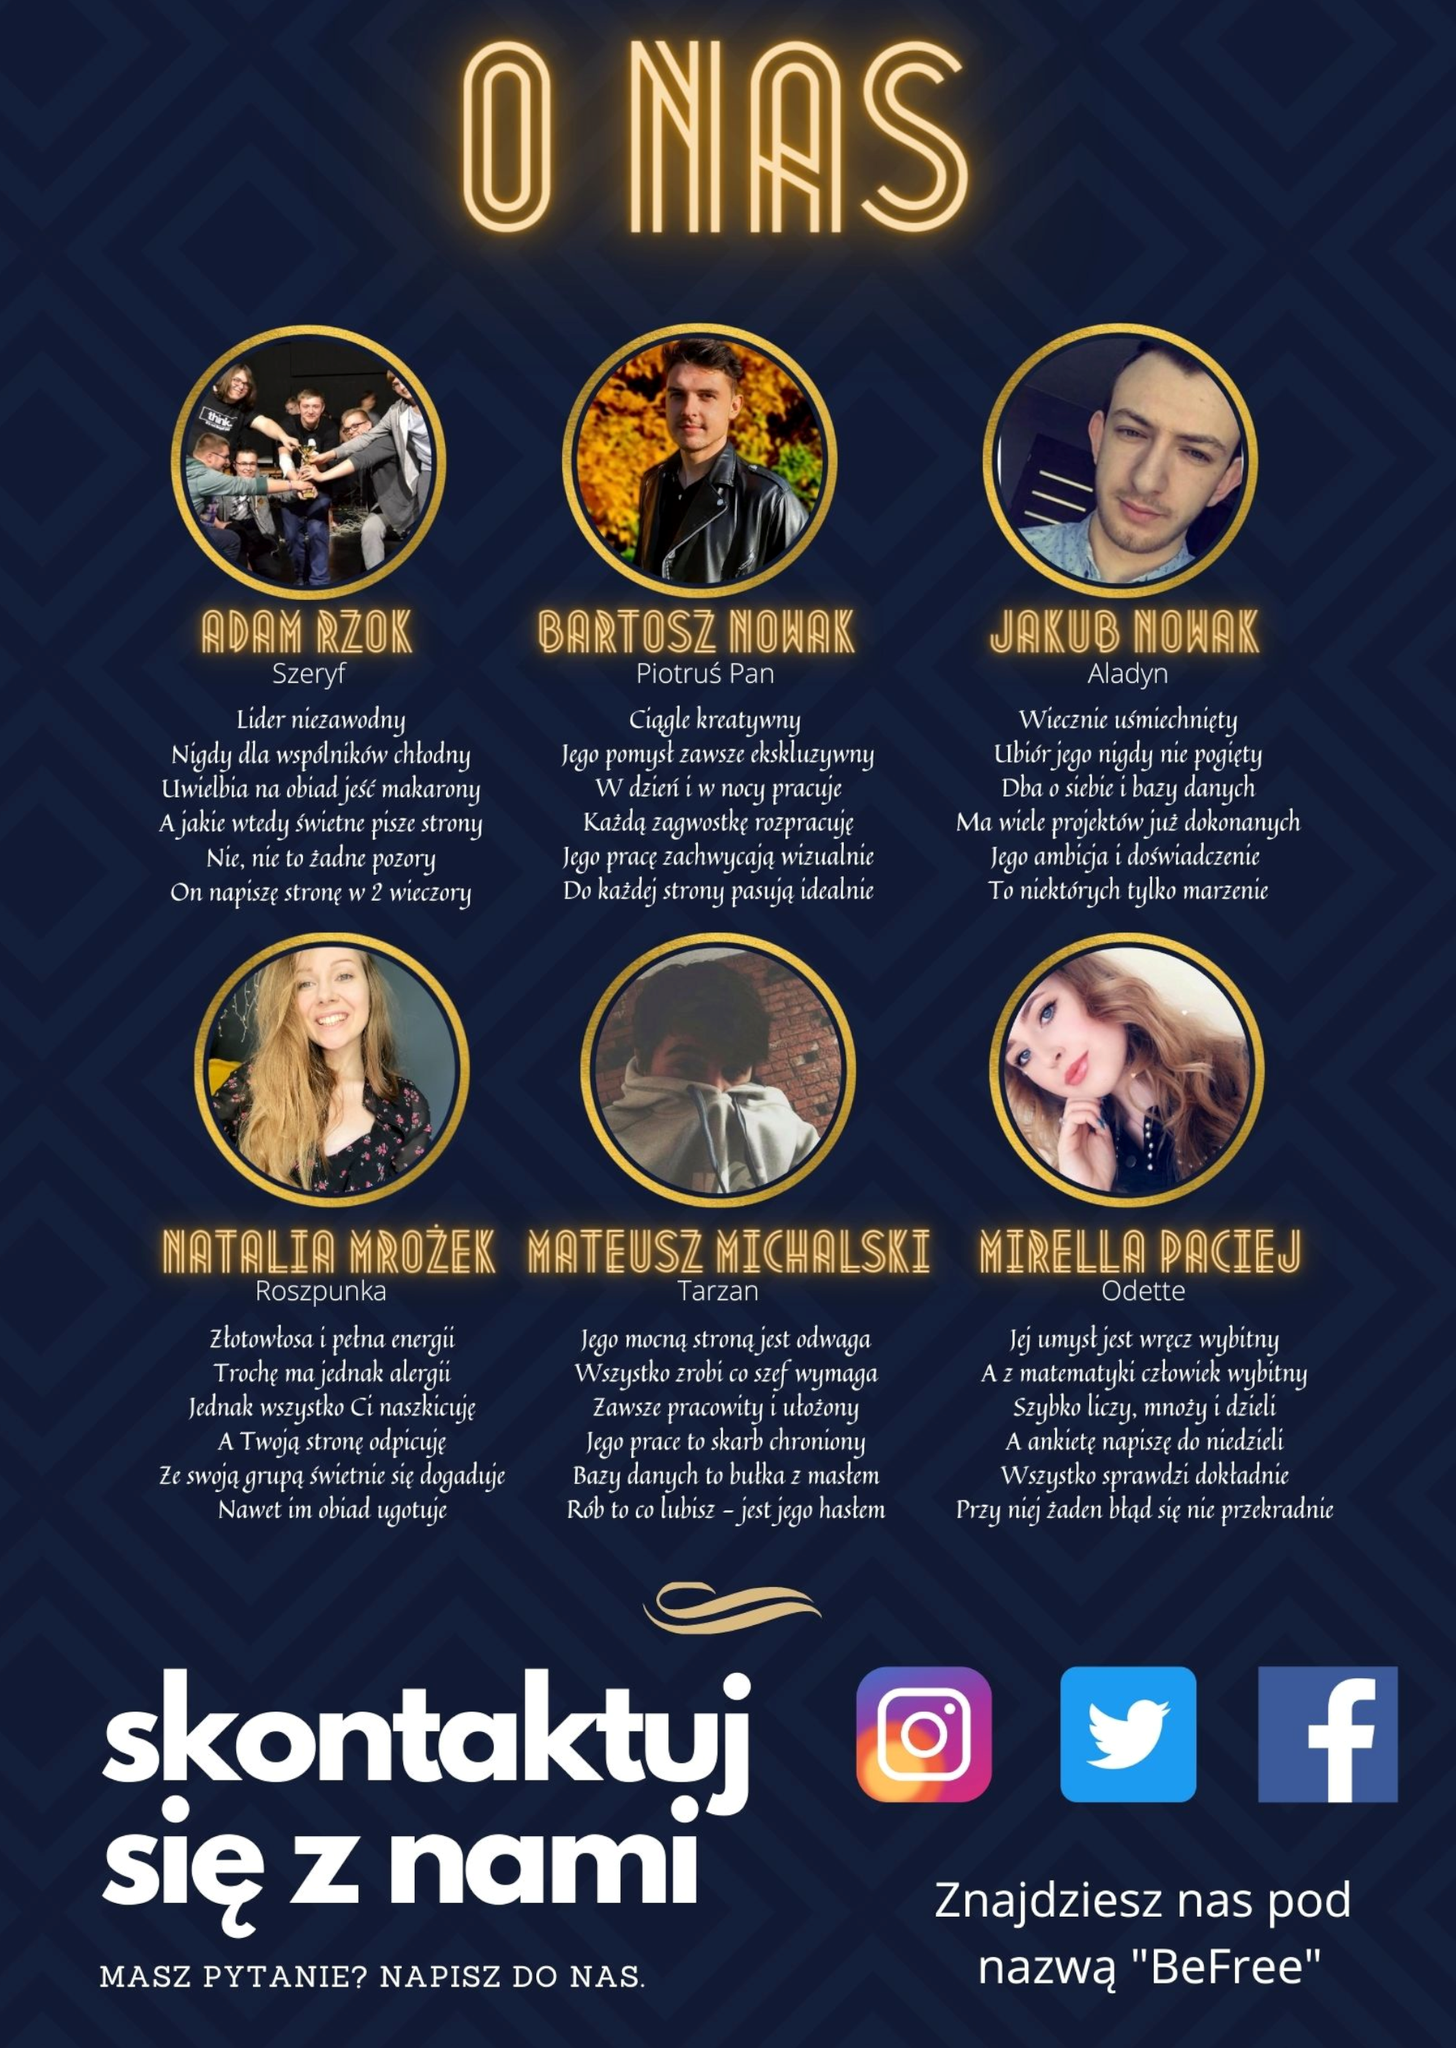 O NAS
think
ADAM RZOK
Szeryf
Lider niezawodny
Nigdy dla wspólników chłodny
Uwielbia na obiad jeść makarony
A jakie wtedy świetne pisze strony
Nie, nie to żadne pozory
On napiszę stronę w 2 wieczory
BARTOSZ NOWAK
Piotruś Pan
Ciągle kreatywny
Jego pomysł zawsze ekskluzywny
W dzień i w nocy pracuje
Każdą zagwostkę rozpracuję
Jego pracę zachwycają wizualnie
Do każdej strony pasują idealnie
JAKUB NOWAK
Aladyn
Wiecznie uśmiechnięty
Ubiór jego nigdy nie pogięty
Dba o siebie i bazy danych
Ma wiele projektów już dokonanych
Jego ambicja i doświadczenie
To niektórych tylko marzenie
NATALIA MROŻEK
Roszpunka
Złotowłosa i pełna energii
Trochę ma jednak alergii
Jednak wszystko Ci naszkicuję
A Twoją stronę odpicuję
Ze swoją grupą świetnie się dogaduje
Nawet im obiad ugotuje
MATEUSZ MICHALSKI
Tarzan
Jego mocną stroną jest odwaga
Wszystko zrobi co szef wymaga
Zawsze pracowity i ułożony
Jego prace to skarb chroniony
Bazy danych to bułka z masłem
Rób to co lubisz – jest jego hasłem
MIRELLA PACIEJ
Odette
Jej umysł jest wręcz wybitny
A z matematyki człowiek wybitny
Szybko liczy, mnoży i dzieli
A ankietę napiszę do niedzieli
Wszystko sprawdzi dokładnie
Przy niej żaden błąd się nie przekradnie
skontaktuj
się z nami
MASZ PYTANIE? NAPISZ DO NAS.
Znajdziesz nas pod
nazwą "BeFree"